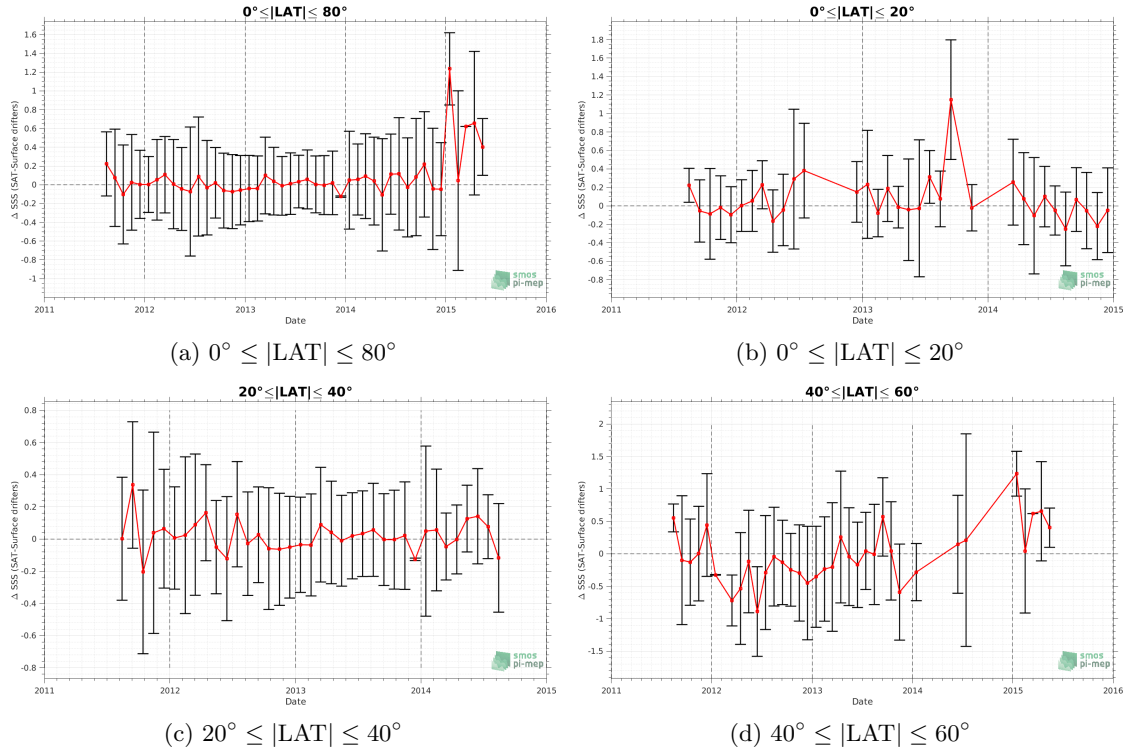 0°≤|LAT|≤ 80°
Δ SSS (SAT-Surface drifters)
1.6
1.4
1.2
1
0.8
0.6
0.4
0.2
0
-0.2
-0.4
-0.6
-0.8
-1
2011
2012
2013
2014
2015
2016
Date
smos
pi-mep
(a) 0° ≤ |LAT| ≤ 80°
0°≤|LAT|≤ 20°
Δ SSS (SAT-Surface drifters)
1.8
1.6
1.4
1.2
1
0.8
0.6
0.4
0.2
0
-0.2
-0.4
-0.6
-0.8
2011
2012
2013
2014
2015
Date
smos
pi-mep
(b) 0° ≤ |LAT| ≤ 20°
20°≤|LAT|≤ 40°
Δ SSS (SAT-Surface drifters)
0.8
0.6
0.4
0.2
0
-0.2
-0.4
-0.6
-0.8
2011
2012
2013
2014
2015
Date
smos
pi-mep
(c) 20° ≤ |LAT| ≤ 40°
40°≤|LAT|≤ 60°
Δ SSS (SAT-Surface drifters)
2
1.5
1
0.5
0
-0.5
-1
-1.5
2011
2012
2013
2014
2015
2016
Date
smos
pi-mep
(d) 40° ≤ |LAT| ≤ 60°